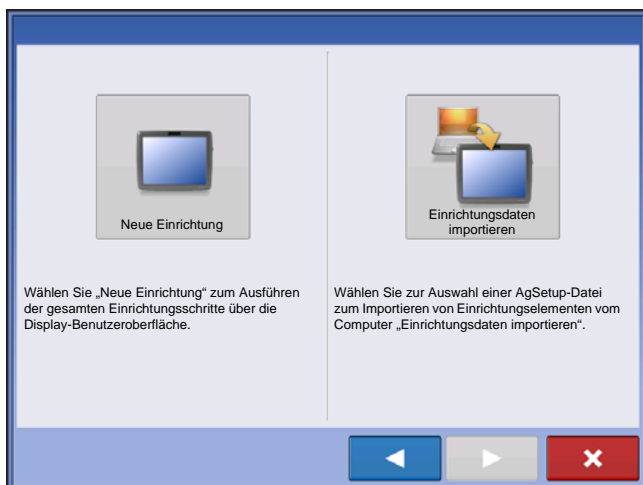 Neue Einrichtung
Wählen Sie „Neue Einrichtung“ zum Ausführen
der gesamten Einrichtungsschritte über die
Display-Benutzeroberfläche.
Einrichtungsdaten
importieren
Wählen Sie zur Auswahl einer AgSetup-Datei
zum Importieren von Einrichtungselementen vom
Computer „Einrichtungsdaten importieren“.